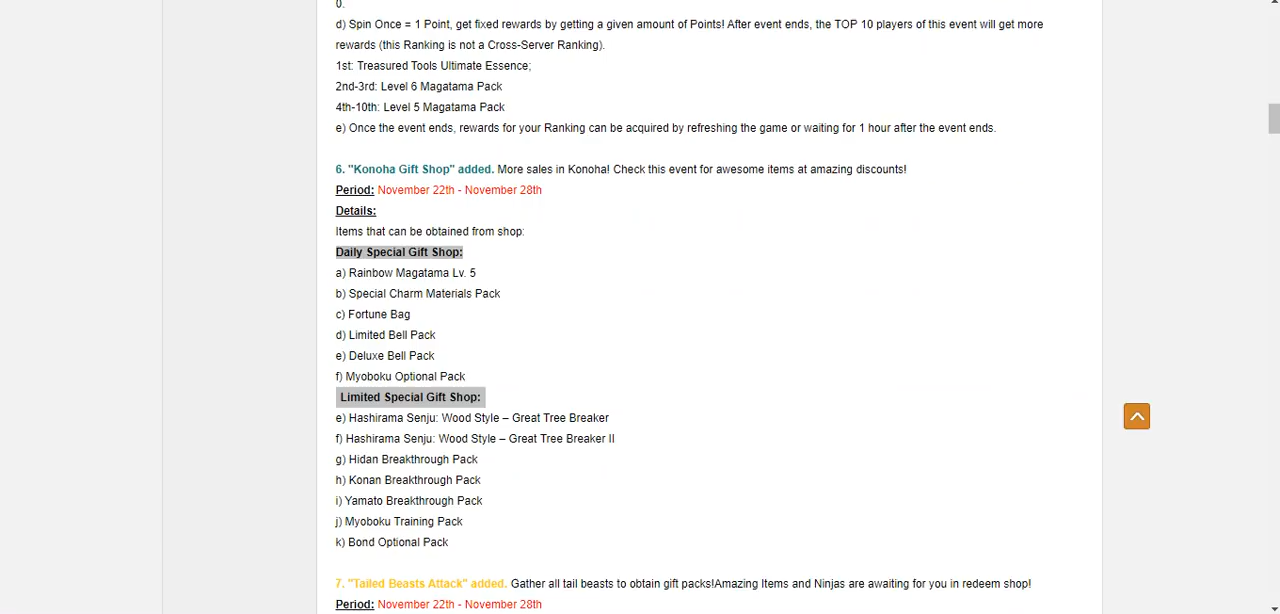 0.
d) Spin Once = 1 Point, get fixed rewards by getting a given amount of Points! After event ends, the TOP 10 players of this event will get more
rewards (this Ranking is not a Cross-Server Ranking).
1st: Treasured Tools Ultimate Essence;
2nd-3rd: Level 6 Magatama Pack
4th-10th: Level 5 Magatama Pack
e) Once the event ends, rewards for your Ranking can be acquired by refreshing the game or waiting for 1 hour after the event ends.
6. "Konoha Gift Shop" added. More sales in Konoha! Check this event for awesome items at amazing discounts!
Period: November 22th - November 28th
Details:
Items that can be obtained from shop:
Daily Special Gift Shop:
a) Rainbow Magatama Lv. 5
b) Special Charm Materials Pack
c) Fortune Bag
d) Limited Bell Pack
e) Deluxe Bell Pack
f) Myoboku Optional Pack
Limited Special Gift Shop:
e) Hashirama Senju: Wood Style – Great Tree Breaker
f) Hashirama Senju: Wood Style – Great Tree Breaker II
g) Hidan Breakthrough Pack
h) Konan Breakthrough Pack
i) Yamato Breakthrough Pack
j) Myoboku Training Pack
k) Bond Optional Pack
7. "Tailed Beasts Attack" added. Gather all tail beasts to obtain gift packs!Amazing Items and Ninjas are awaiting for you in redeem shop!
Period: November 22th - November 28th